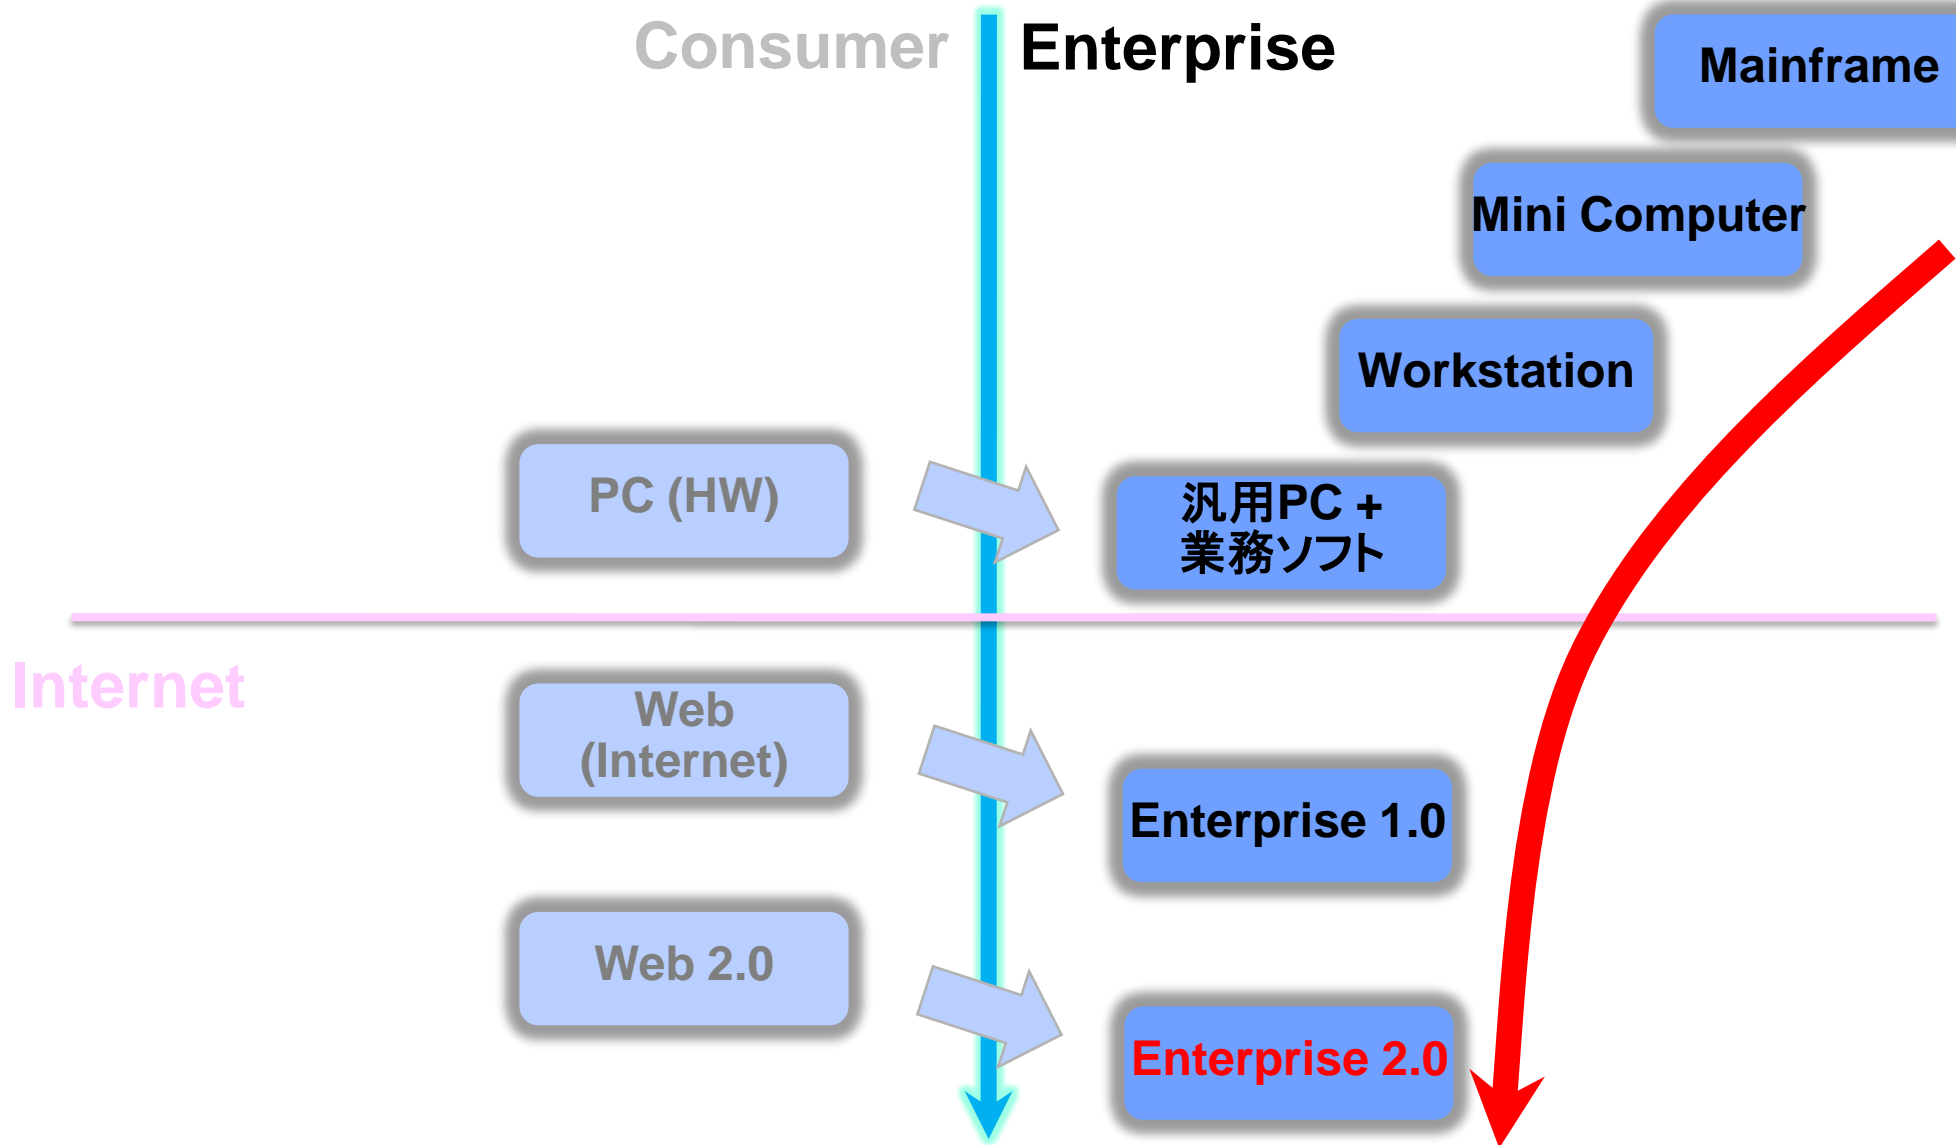 Consumer
Enterprise
Mainframe
Mini Computer
Workstation
PC (HW)
汎用PC +
業務ソフト
Internet
Web
(Internet)
Enterprise 1.0
Web 2.0
Enterprise 2.0